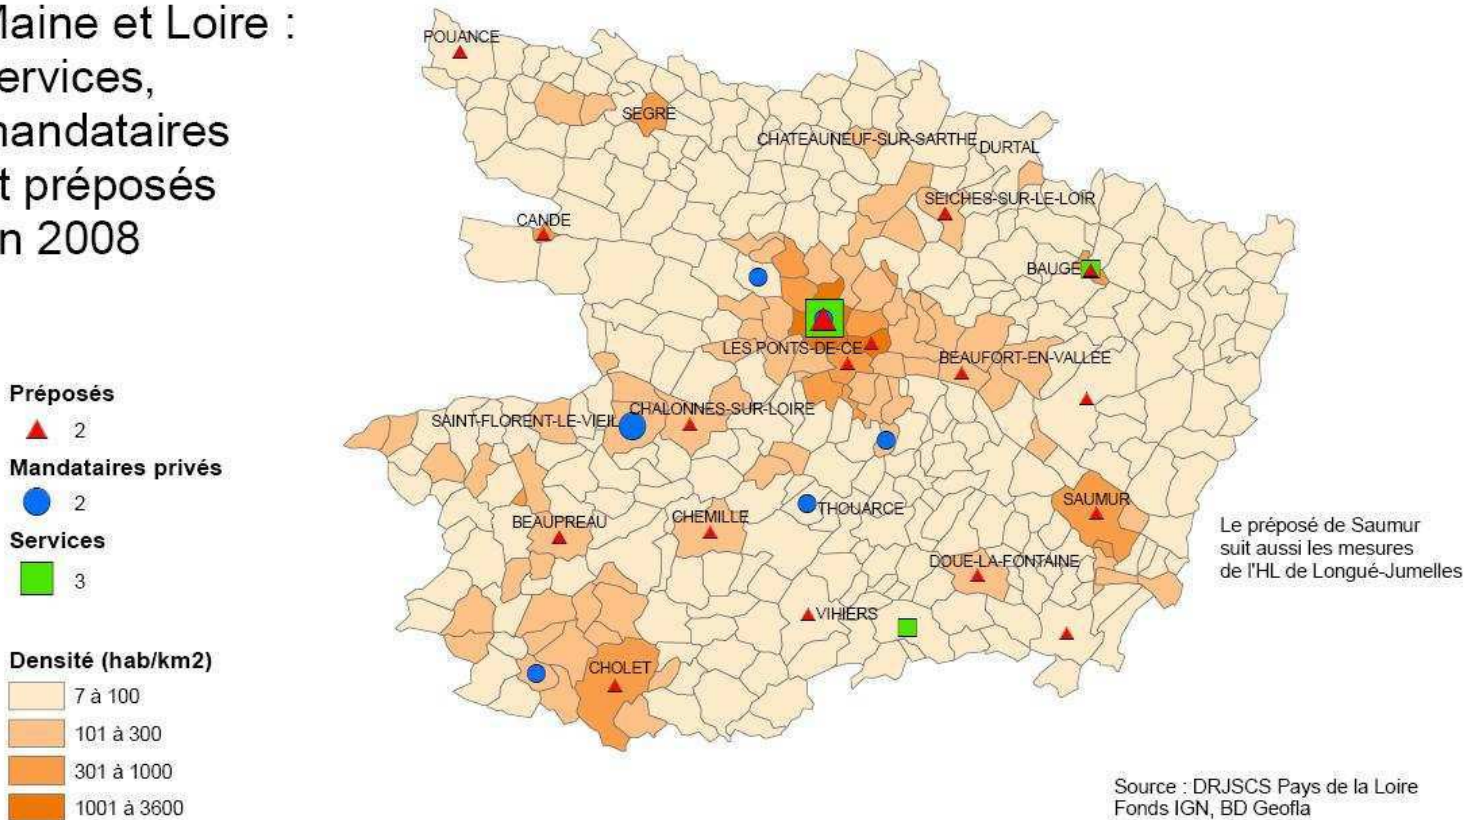 Maine et Loire :
ervices,
nandataires
t préposés
n 2008
POUANCE
SEGRE
CHATEAUNEUF-SUR-SARTHE
DURTAL
SEICHES-SUR-LE-LOIR
CANDE
BAUGE
LES PONTS-DE-CE
BEAUFORT-EN-VALLÉE
Préposés
2
Mandataires privés
2
Services
3
SAINT-FLORENT-LE-VIEIL
CHALONNES-SUR-LOIRE
SAUMUR
THOUARCE
CHEMILLE
BEAUPREAU
DOUE-LA-FONTAINE
VIHIERS
CHOLET
Le préposé de Saumur
suit aussi les mesures
de l'HL de Longué-Jumelles
Densité (hab/km2)
7 à 100
101 à 300
301 à 1000
1001 à 3600
Source : DRJSCS Pays de la Loire
Fonds IGN, BD Geofla